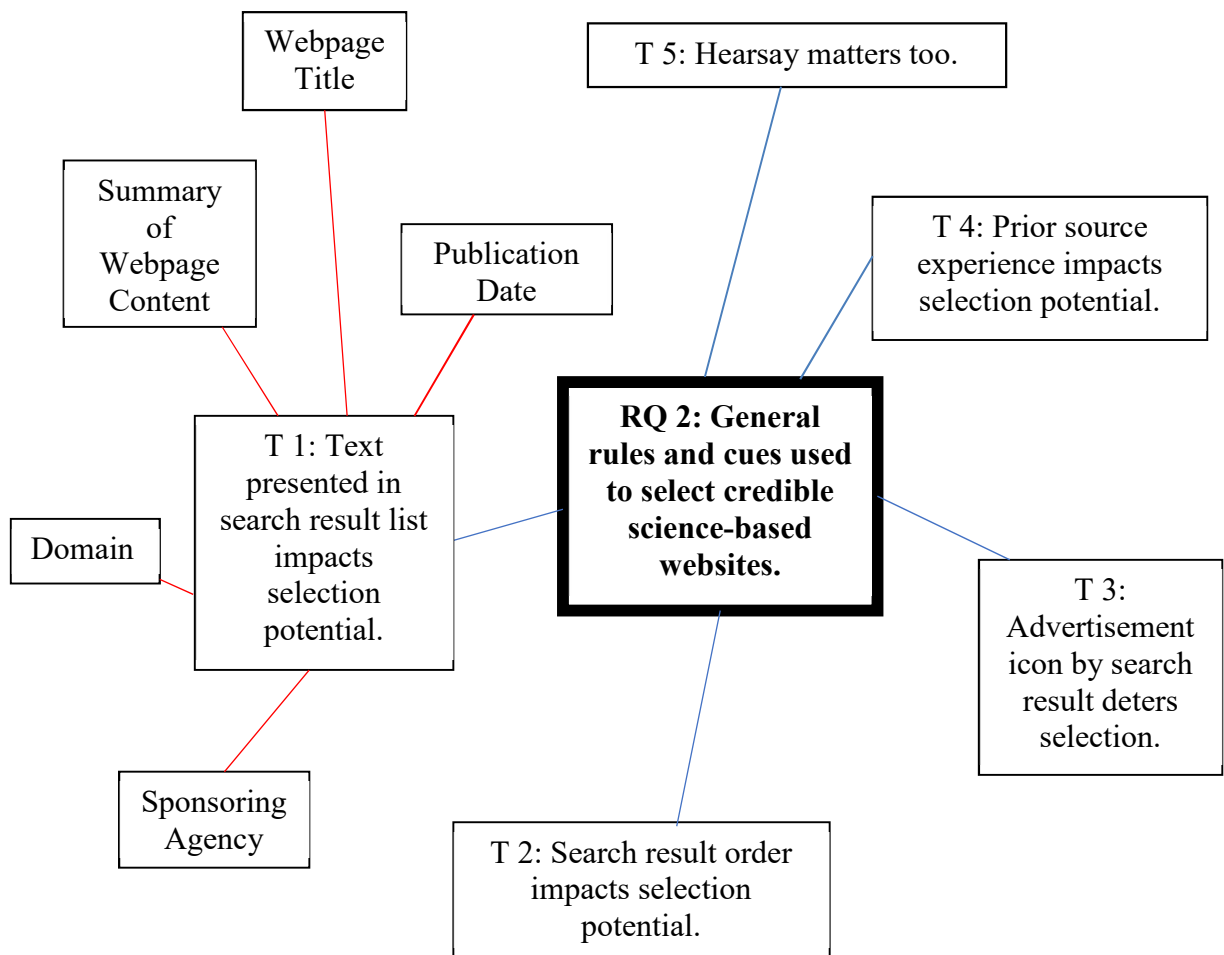 Webpage
Title
T 5: Hearsay matters too.
Summary
of
Webpage
Content
Publication
Date
T 4: Prior source
experience impacts
selection potential.
T 1: Text
presented in
search result list
impacts
selection
potential.
RQ 2: General
rules and cues used
to select credible
science-based
websites.
Domain
T 3:
Advertisement
icon by search
result deters
selection.
Sponsoring
Agency
T 2: Search result order
impacts selection
potential.